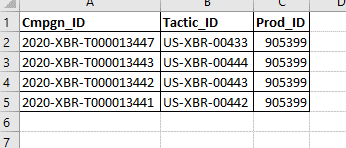 A B C D
1 Cmpgn_ID Tactic_ID Prod_ID
2 2020-XBR-T000013447 US-XBR-00433 905399
3 2020-XBR-T000013443 US-XBR-00444 905399
4 2020-XBR-T000013442 US-XBR-00443 905399
5 2020-XBR-T000013441 US-XBR-00442 905399
6
7